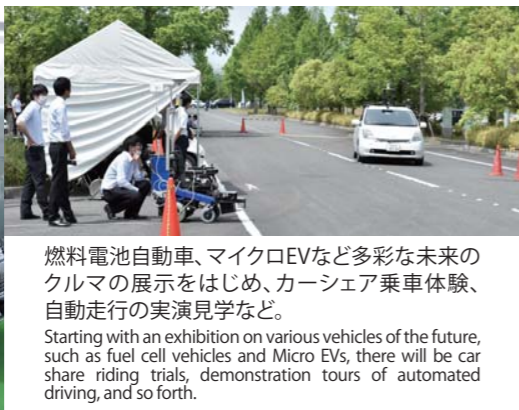 燃料電池自動車、マイクロEVなど多彩な未来の
クルマの展示をはじめ、カーシェア乗車体験、
自動走行の実演見学など。
Starting with an exhibition on various vehicles of the future,
such as fuel cell vehicles and Micro EVs, there will be car
share riding trials, demonstration tours of automated
driving, and so forth.